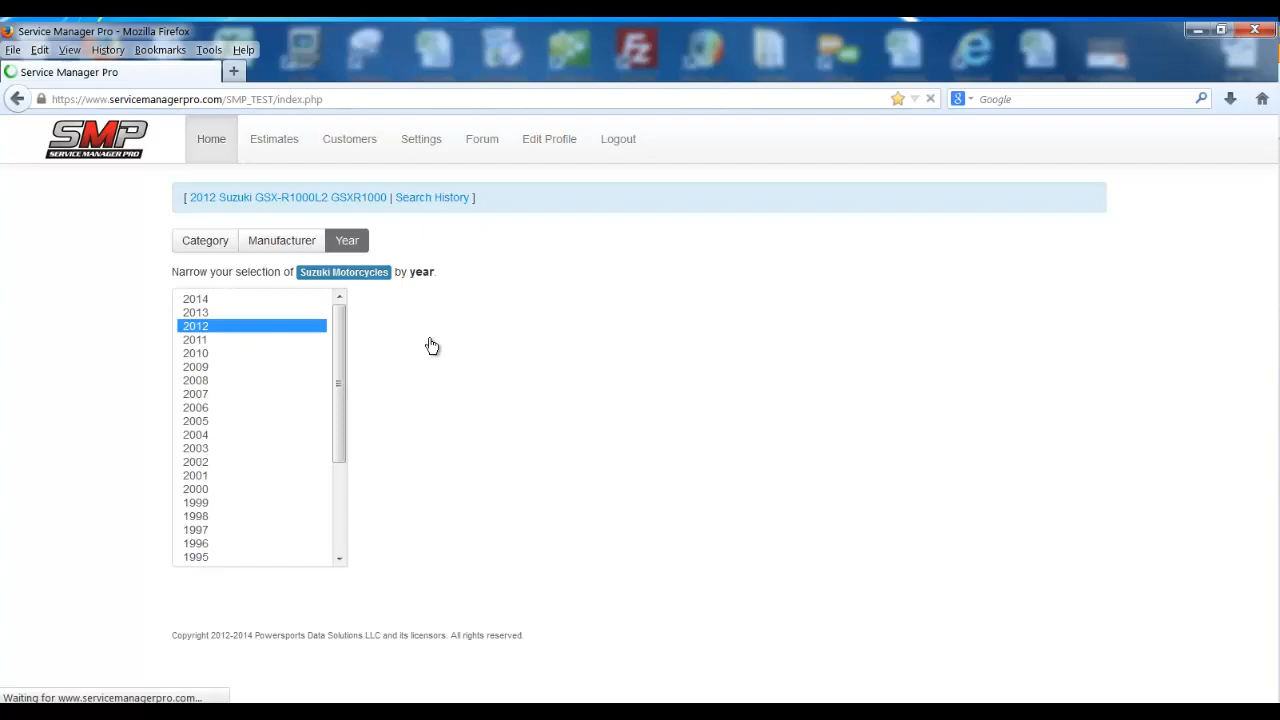 Service Manager Pro - Mozilla Firefox
File Edit View History Bookmarks Tools Help
Service Manager Pro
https://www.servicemanagerpro.com/SMP_TEST/index.php
Google
SMP
SERVICE MANAGER PRO
Home Estimates Customers Settings Forum Edit Profile Logout
[ 2012 Suzuki GSX-R1000L2 GSXR1000 | Search History ]
Category Manufacturer Year
Narrow your selection of Suzuki Motorcycles by year.
2014
2013
2012
2011
2010
2009
2008
2007
2006
2005
2004
2003
2002
2001
2000
1999
1998
1997
1996
1995
Copyright 2012-2014 Powersports Data Solutions LLC and its licensors. All rights reserved.
Waiting for www.servicemanagerpro.com...